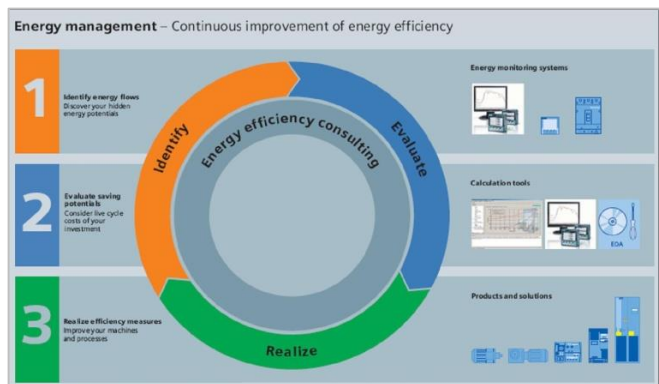 Energy management – Continuous improvement of energy efficiency
1
Identify energy flows
Discover your hidden
energy potentials
2
Evaluate saving
potentials
Consider live cycle
costs of your
investment
3
Realize efficiency measures
Improve your machines
and processes
Identify
Evaluate
Realize
Energy efficiency consulting
Energy monitoring systems
Calculation tools
EDA
Products and solutions